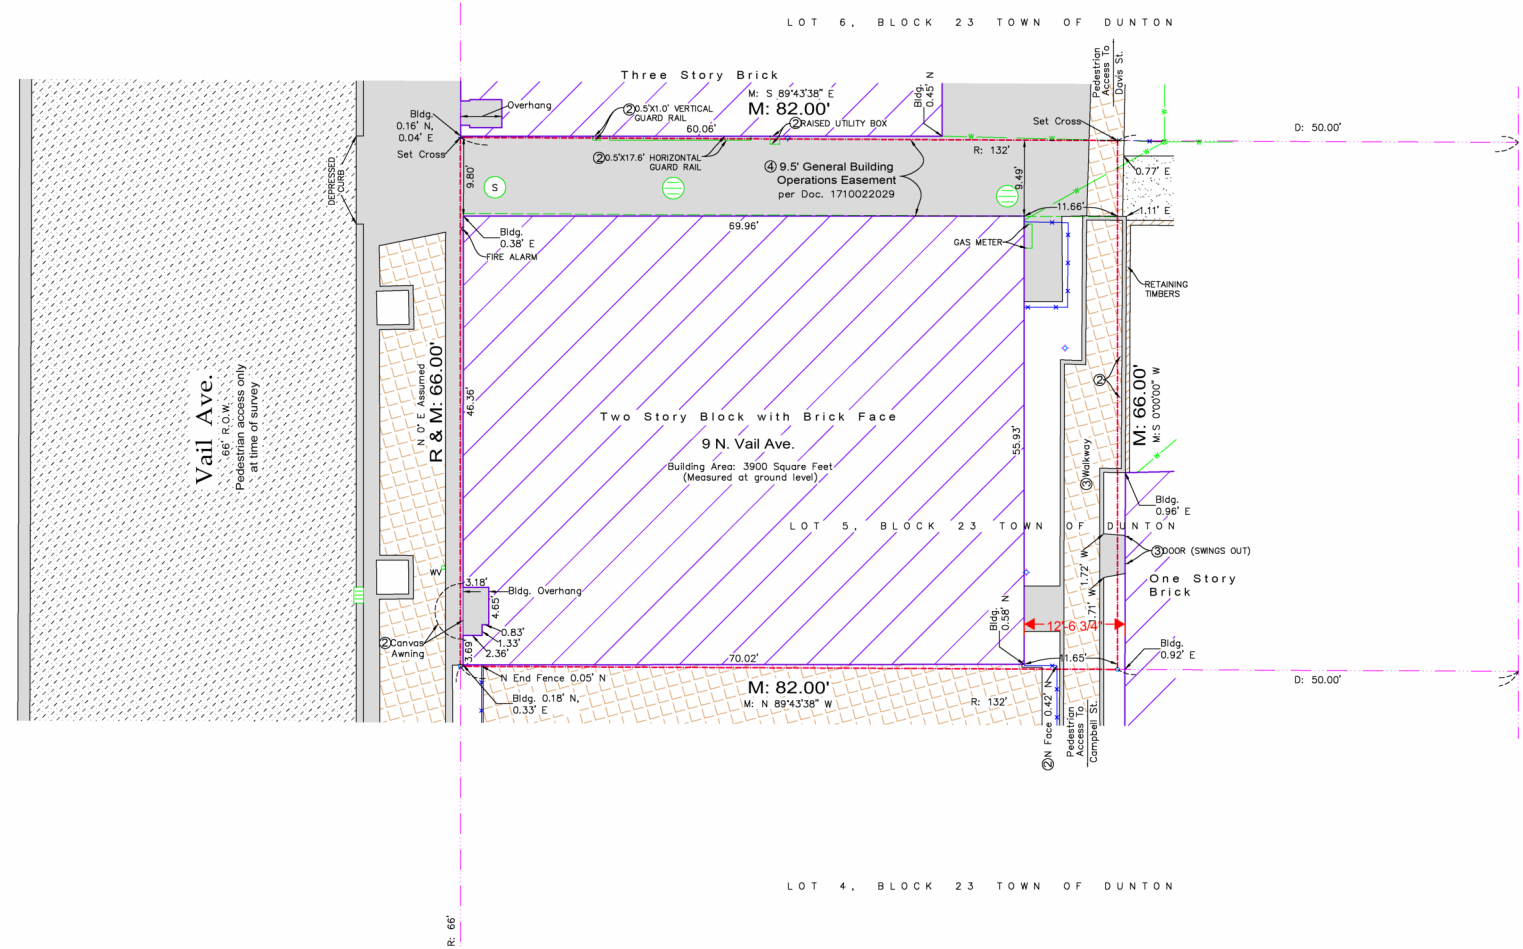 LOT 6, BLOCK 23 TOWN OF DUNTON
Three Story Brick
M: S 89°43'38" E
M: 82.00'
Bldg.
0.45' N
Pedestrian
Access To
Davis St.
Overhang
②0.5'X1.0' VERTICAL
GUARD RAIL
60.06'
②RAISED UTILITY BOX
Bldg.
0.16' N,
0.04' E
Set Cross
Set Cross
D: 50.00'
R: 132'
②0.5'X17.6' HORIZONTAL
GUARD RAIL
④ 9.5' General Building
Operations Easement
per Doc. 1710022029
DEPRESSED
CURB
9.80'
S
9.49'
0.77' E
11.66'
1.11' E
69.96'
Bldg.
0.38' E
FIRE ALARM
GAS METER
RETAINING
TIMBERS
Vail Ave.
66' R.O.W.
Pedestrian access only
at time of survey
N 0° E Assumed
R & M: 66.00'
46.36'
Two Story Block with Brick Face
9 N. Vail Ave.
Building Area: 3900 Square Feet
(Measured at ground level)
55.93'
②
③Walkway
M: 66.00'
M: S 0°00'00" W
Bldg.
0.96' E
LOT 5, BLOCK 23 TOWN OF DUNTON
③DOOR (SWINGS OUT)
1.72' W
1.71' W
One Story
Brick
WV
3.18'
Bldg. Overhang
4.65'
0.83'
1.33'
2.36'
3.69'
②Canvas
Awning
Bldg.
0.58' N
12'-6 3/4"
11.65'
Bldg.
0.92' E
70.02'
N End Fence 0.05' N
Bldg. 0.18' N,
0.33' E
M: 82.00'
M: N 89°43'38" W
R: 132'
D: 50.00'
②N Face 0.42' N
Pedestrian
Access To
Campbell St.
LOT 4, BLOCK 23 TOWN OF DUNTON
R: 66'